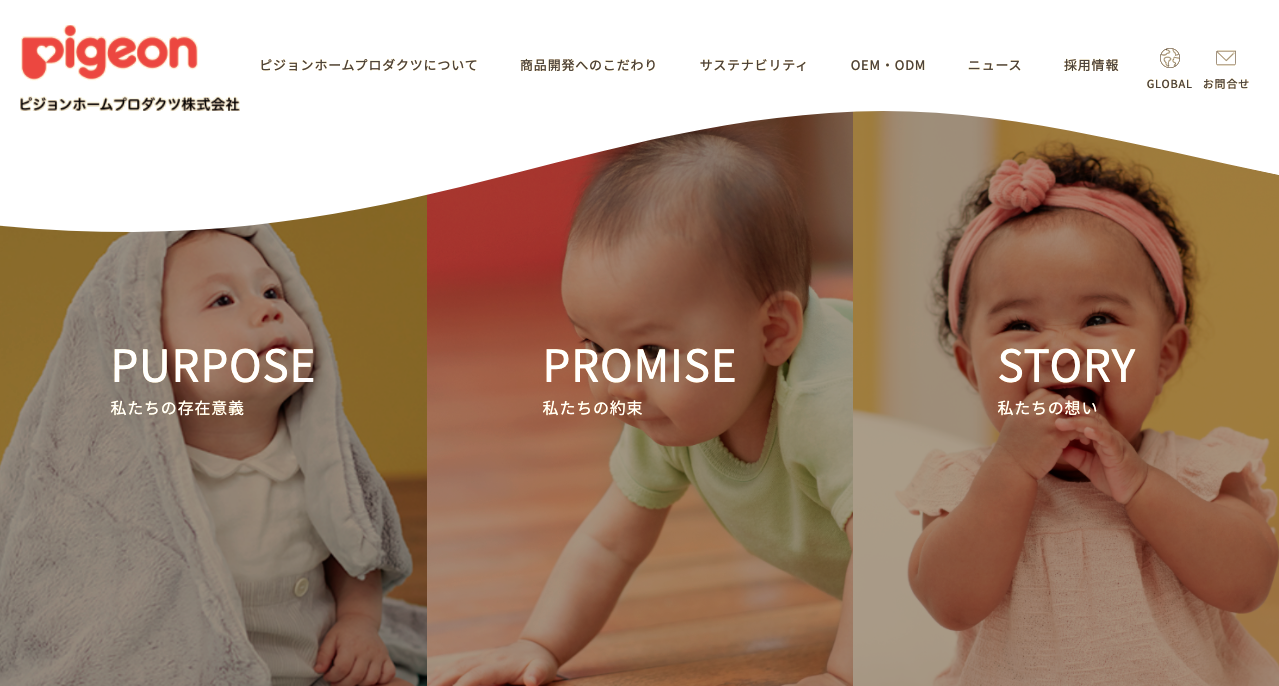 pigeon
ピジョンホームプロダクツ株式会社
ピジョンホームプロダクツについて
商品開発へのこだわり
サステナビリティ
OEM・ODM
ニュース
採用情報
GLOBAL
お問合せ
PURPOSE
私たちの存在意義
PROMISE
私たちの約束
STORY
私たちの想い